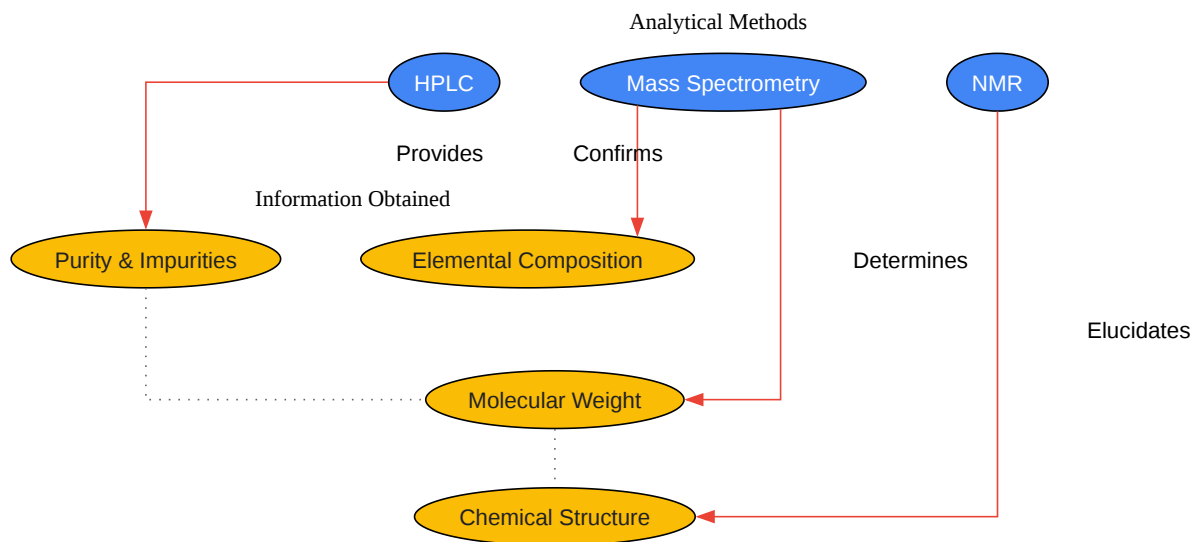 Analytical Methods
HPLC
Mass Spectrometry
NMR
Provides
Confirms
Information Obtained
Purity & Impurities
Elemental Composition
Determines
Elucidates
Molecular Weight
Chemical Structure